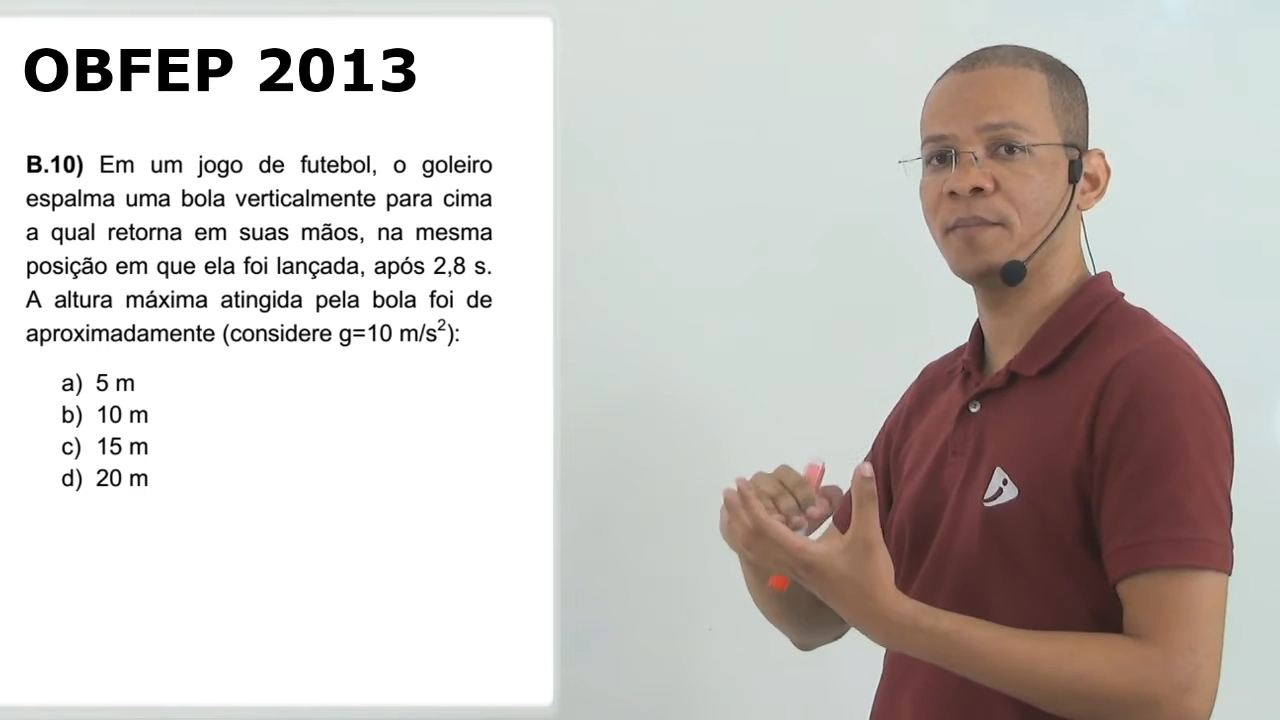 OBFEP 2013
B.10) Em um jogo de futebol, o goleiro
espalma uma bola verticalmente para cima
a qual retorna em suas mãos, na mesma
posição em que ela foi lançada, após 2,8 s.
A altura máxima atingida pela bola foi de
aproximadamente (considere g=10 m/s²):
a) 5 m
b) 10 m
c) 15 m
d) 20 m